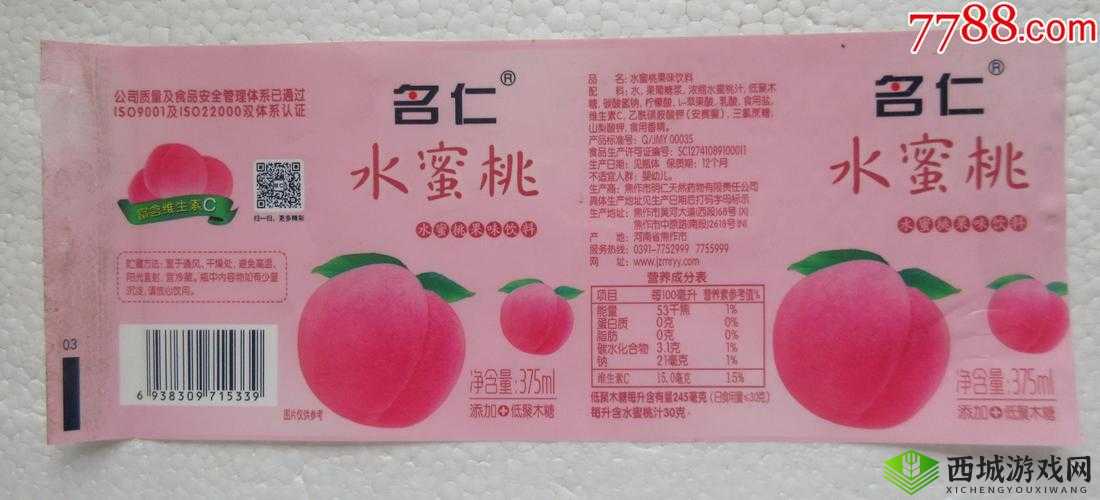 7788.com
公司质量及食品安全管理体系已通过
ISO9001及ISO22000双体系认证
富含维生素C
扫一扫，更多精彩
贮藏方法：置于通风、干燥处，避免高温、
阳光直射，宜冷藏。瓶中内容物如有少量
沉淀，请放心饮用。
03
6 938309 715339
名仁®
水蜜桃
水蜜桃果味饮料
净含量:375ml
添加+低聚木糖
图片仅供参考
品 名：水蜜桃果味饮料
配 料：水，果葡糖浆，浓缩水蜜桃汁，低聚木
糖，碳酸氢钠，柠檬酸，L-苹果酸，乳酸，食用盐，
维生素C，乙酰磺胺酸钾（安赛蜜），三氯蔗糖，
山梨酸钾，食用香精。
产品标准号：Q/JMY 0003S
食品生产许可证编号：SC12741089100011
生产日期：见瓶体 保质期：12个月
不适宜人群：婴幼儿。
生产商：焦作市明仁天然药物有限责任公司
具体生产地址见生产日期后打码字母标示
生产地址：焦作市黄河大道(西段)68号 (X)
焦作市中原路(南段)2618号 (N)
产 地：河南省焦作市
服务热线：0391-7752999 7755999
网 址：www.jzmryy.com
营养成分表
项目 每100毫升 营养素参考值%
能量 53千焦 1%
蛋白质 0克 0%
脂肪 0克 0%
碳水化合物 3.1克 1%
钠 21毫克 1%
维生素C 15.0毫克 15%
低聚木糖每升含有量245毫克 (日食用量≤3.2克)
每升含水蜜桃汁30克。
名仁®
水蜜桃
水蜜桃果味饮料
净含量:375ml
添加+低聚木糖
西城游戏网
XICHENGYOUXIWANG